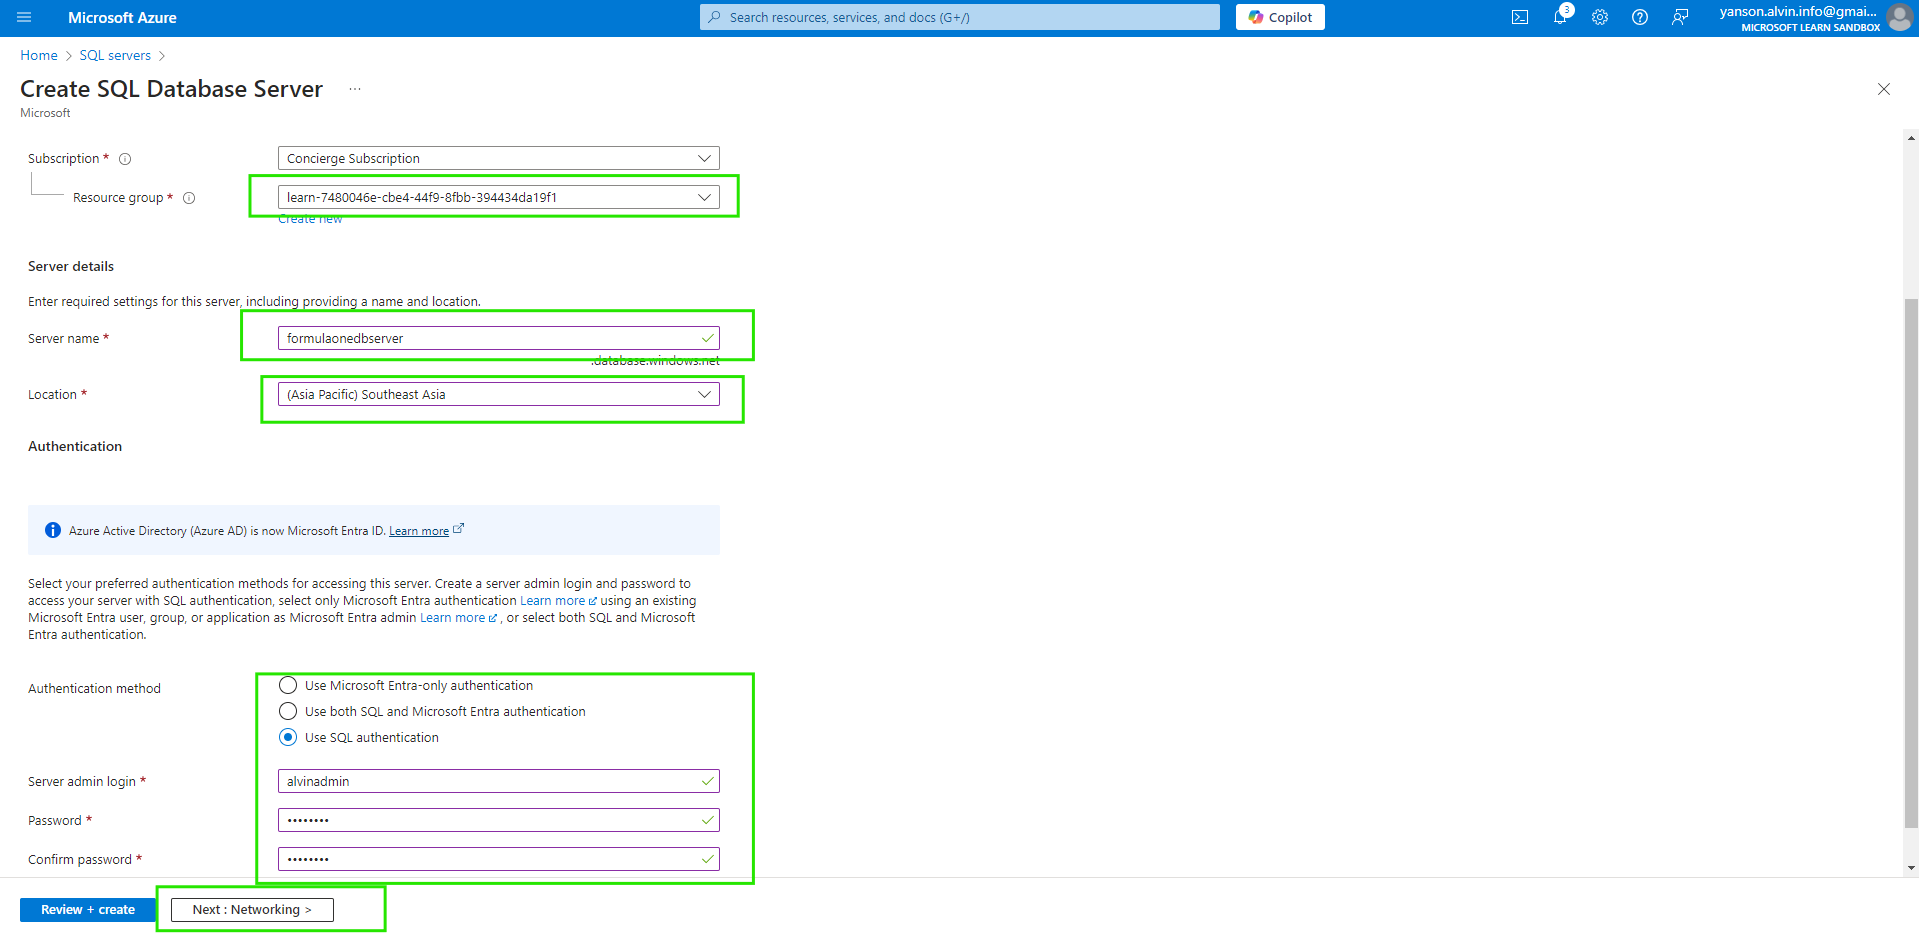 Microsoft Azure
Search resources, services, and docs (G+/)
Copilot
3
yanson.alvin.info@gmai...
MICROSOFT LEARN SANDBOX
Home > SQL servers >
Create SQL Database Server ...
Microsoft
Subscription *
Concierge Subscription
Resource group *
learn-7480046e-cbe4-44f9-8fbb-394434da19f1
Create new
Server details
Enter required settings for this server, including providing a name and location.
Server name *
formulaonedbserver
.database.windows.net
Location *
(Asia Pacific) Southeast Asia
Authentication
Azure Active Directory (Azure AD) is now Microsoft Entra ID. Learn more
Select your preferred authentication methods for accessing this server. Create a server admin login and password to
access your server with SQL authentication, select only Microsoft Entra authentication Learn more using an existing
Microsoft Entra user, group, or application as Microsoft Entra admin Learn more , or select both SQL and Microsoft
Entra authentication.
Authentication method
Use Microsoft Entra-only authentication
Use both SQL and Microsoft Entra authentication
Use SQL authentication
Server admin login *
alvinadmin
Password *
••••••••
Confirm password *
••••••••
Review + create
Next : Networking >